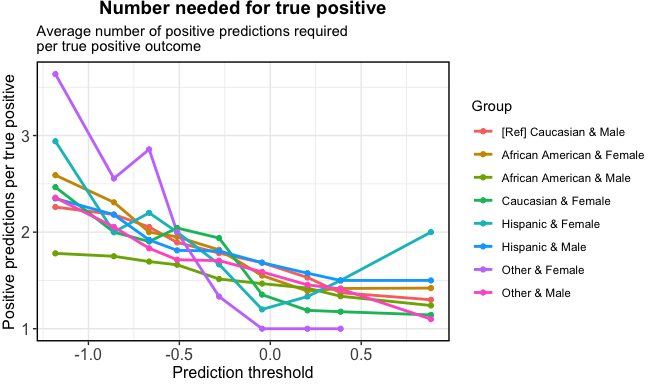 Number needed for true positive
Average number of positive predictions required
per true positive outcome
Positive predictions per true positive
3
2
1
-1.0
-0.5
0.0
0.5
Prediction threshold
Group
[Ref] Caucasian & Male
African American & Female
African American & Male
Caucasian & Female
Hispanic & Female
Hispanic & Male
Other & Female
Other & Male